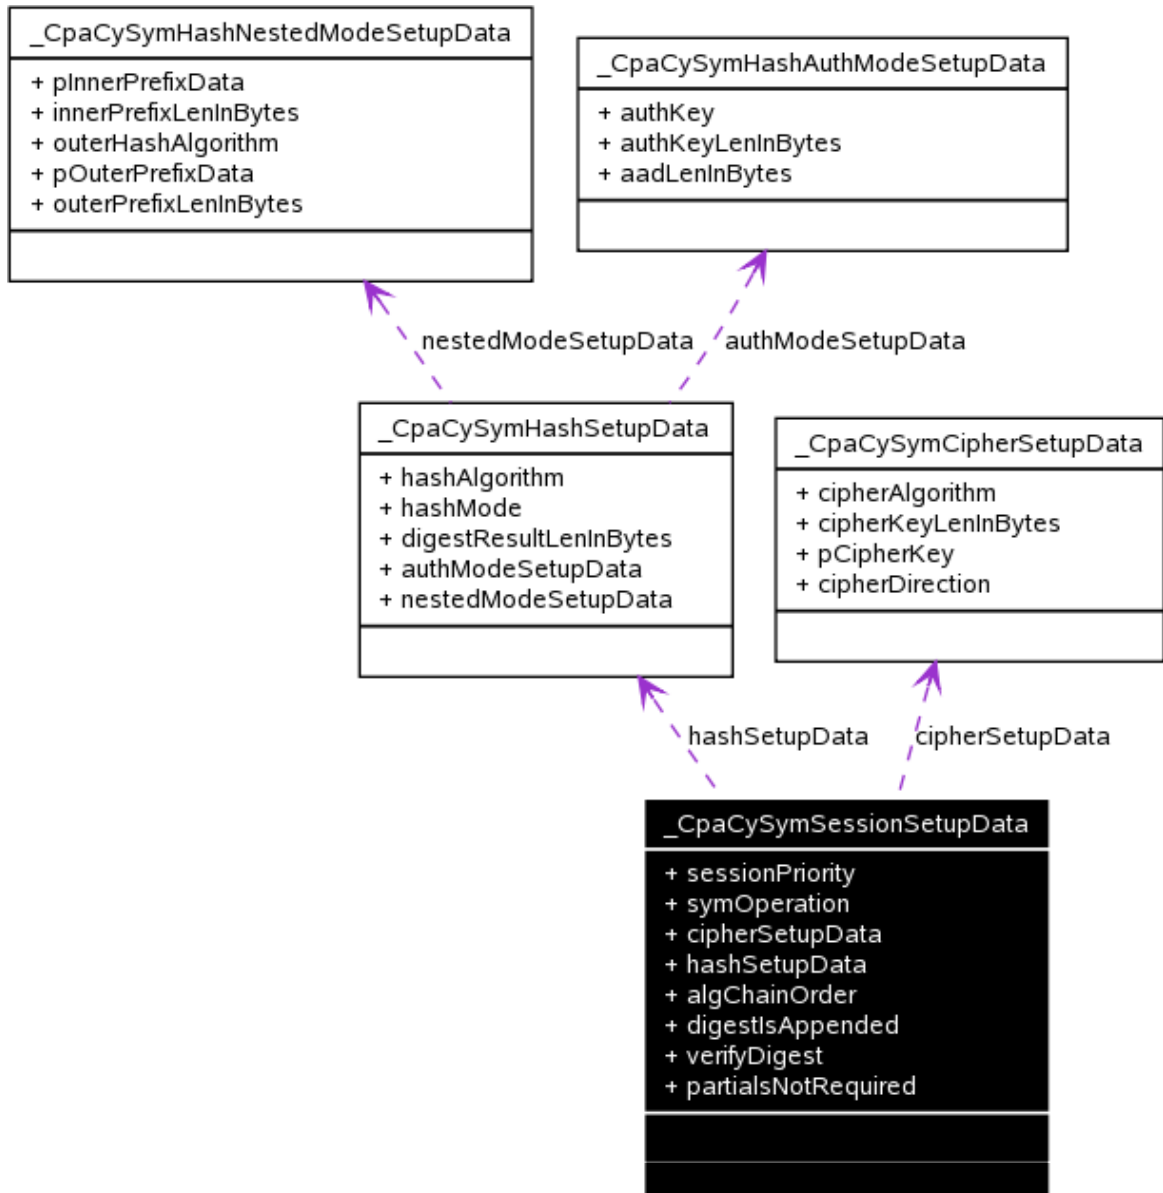 _CpaCySymHashNestedModeSetupData
+ pInnerPrefixData
+ innerPrefixLenInBytes
+ outerHashAlgorithm
+ pOuterPrefixData
+ outerPrefixLenInBytes
_CpaCySymHashAuthModeSetupData
+ authKey
+ authKeyLenInBytes
+ aadLenInBytes
nestedModeSetupData
authModeSetupData
_CpaCySymHashSetupData
+ hashAlgorithm
+ hashMode
+ digestResultLenInBytes
+ authModeSetupData
+ nestedModeSetupData
_CpaCySymCipherSetupData
+ cipherAlgorithm
+ cipherKeyLenInBytes
+ pCipherKey
+ cipherDirection
hashSetupData
cipherSetupData
_CpaCySymSessionSetupData
+ sessionPriority
+ symOperation
+ cipherSetupData
+ hashSetupData
+ algChainOrder
+ digestIsAppended
+ verifyDigest
+ partialsNotRequired